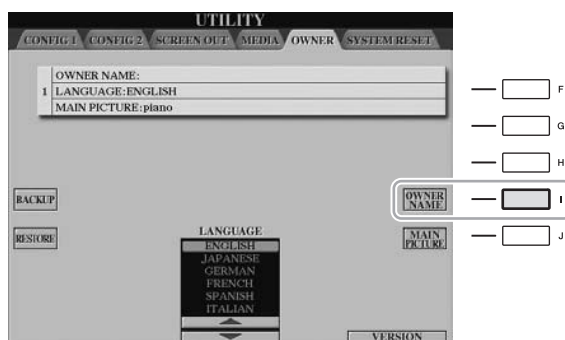 UTILITY
CONFIG 1 CONFIG 2 SCREEN OUT MEDIA OWNER SYSTEM RESET
OWNER NAME:
1 LANGUAGE:ENGLISH
MAIN PICTURE:piano
F
G
H
BACKUP
OWNER
NAME
I
RESTORE
MAIN
PICTURE
J
LANGUAGE
ENGLISH
JAPANESE
GERMAN
FRENCH
SPANISH
ITALIAN
VERSION